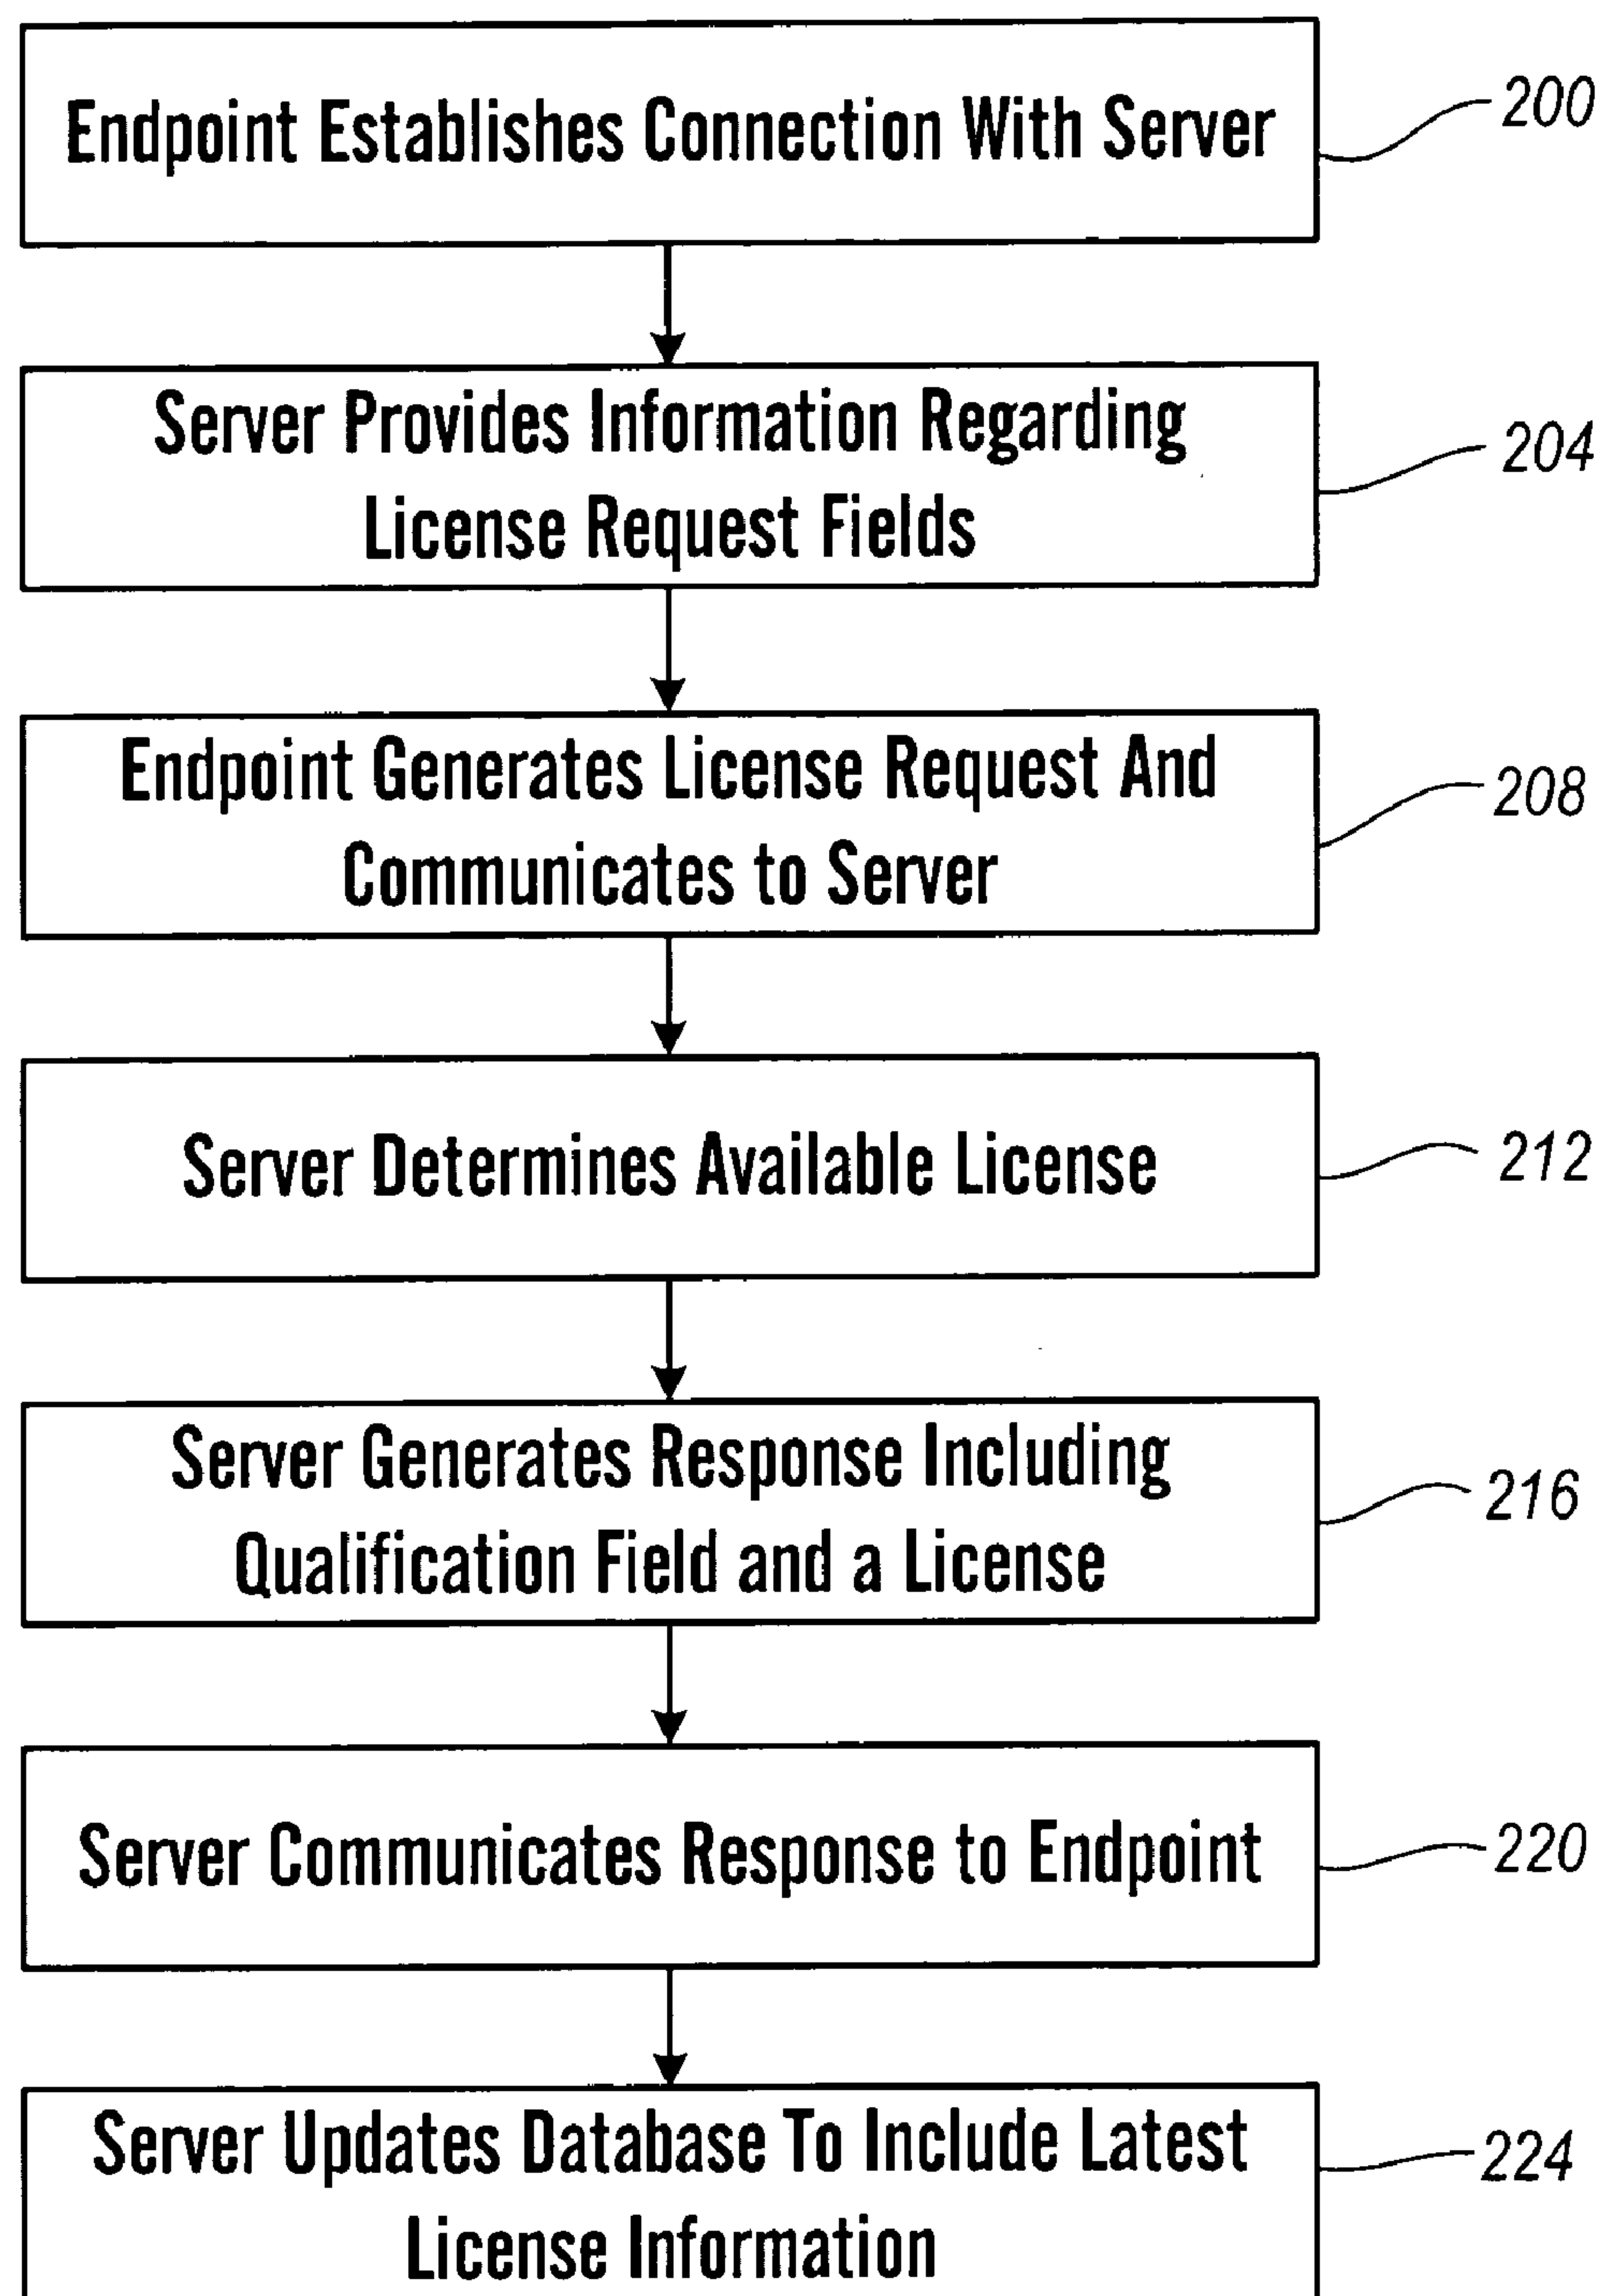 Endpoint Establishes Connection With Server
200
Server Provides Information Regarding
License Request Fields
204
Endpoint Generates License Request And
Communicates to Server
208
Server Determines Available License
212
Server Generates Response Including
Qualification Field and a License
216
Server Communicates Response to Endpoint
220
Server Updates Database To Include Latest
License Information
224